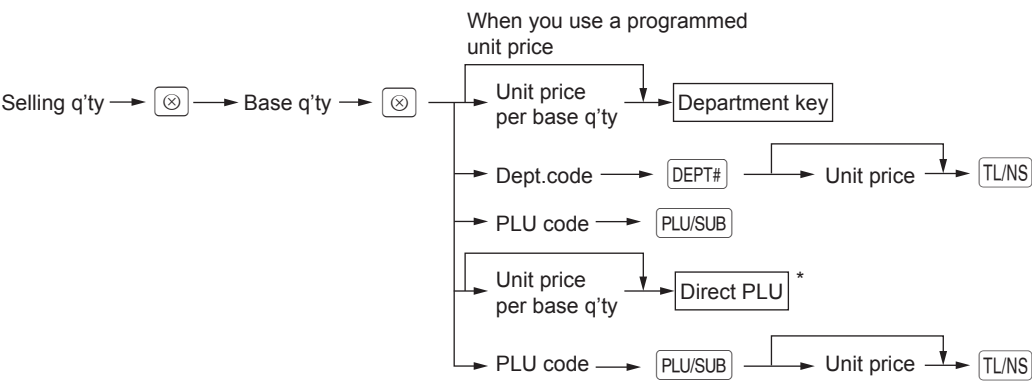 When you use a programmed
unit price
Selling q'ty ⊗ Base q'ty ⊗
Unit price
per base q'ty
Department key
Dept.code DEPT# Unit price TL/NS
PLU code PLU/SUB
Unit price
per base q'ty
Direct PLU *
PLU code PLU/SUB Unit price TL/NS